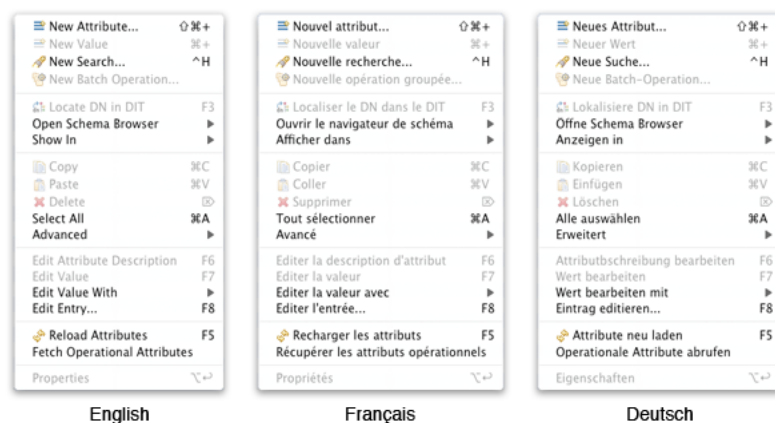 New Attribute... ⇧⌘+
New Value ⌘+
New Search... ^H
New Batch Operation...
Locate DN in DIT F3
Open Schema Browser ▶
Show In ▶
Copy ⌘C
Paste ⌘V
Delete ⌦
Select All ⌘A
Advanced ▶
Edit Attribute Description F6
Edit Value F7
Edit Value With ▶
Edit Entry... F8
Reload Attributes F5
Fetch Operational Attributes
Properties ⌥↩
English
Nouvel attribut... ⇧⌘+
Nouvelle valeur ⌘+
Nouvelle recherche... ^H
Nouvelle opération groupée...
Localiser le DN dans le DIT F3
Ouvrir le navigateur de schéma ▶
Afficher dans ▶
Copier ⌘C
Coller ⌘V
Supprimer ⌦
Tout sélectionner ⌘A
Avancé ▶
Editer la description d'attribut F6
Editer la valeur F7
Editer la valeur avec ▶
Editer l'entrée... F8
Recharger les attributs F5
Récupérer les attributs opérationnels
Propriétés ⌥↩
Français
Neues Attribut... ⇧⌘+
Neuer Wert ⌘+
Neue Suche... ^H
Neue Batch-Operation...
Lokalisiere DN in DIT F3
Öffne Schema Browser ▶
Anzeigen in ▶
Kopieren ⌘C
Einfügen ⌘V
Löschen ⌦
Alle auswählen ⌘A
Erweitert ▶
Attributbschreibung bearbeiten F6
Wert bearbeiten F7
Wert bearbeiten mit ▶
Eintrag editieren... F8
Attribute neu laden F5
Operationale Attribute abrufen
Eigenschaften ⌥↩
Deutsch